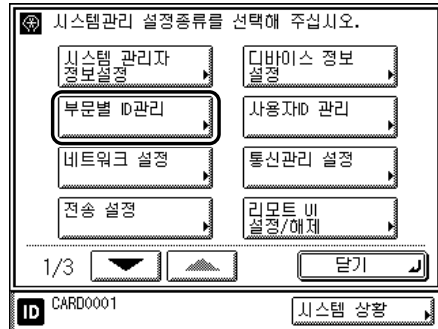 시스템관리 설정종류를 선택해 주십시오.
시스템 관리자
정보설정
디바이스 정보
설정
부문별 ID관리
사용자ID 관리
네트워크 설정
통신관리 설정
전송 설정
리모트 UI
설정/해제
1/3
닫기
ID
CARD0001
시스템 상황